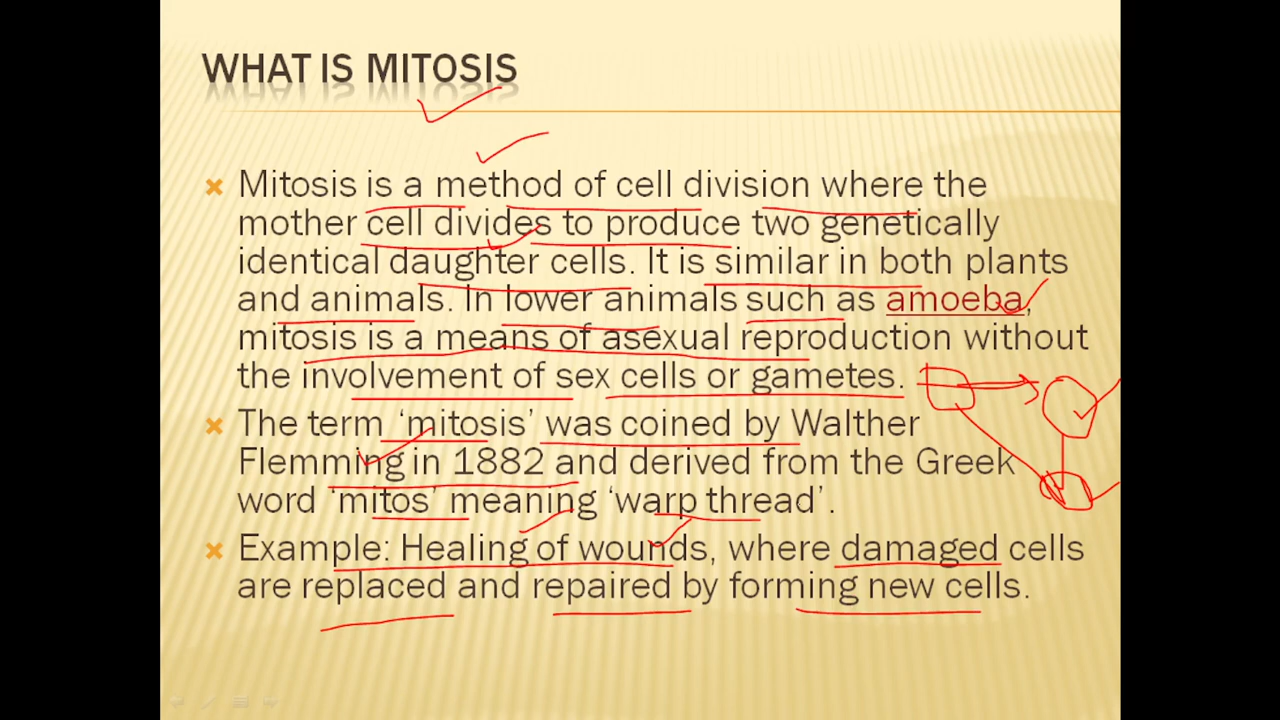 WHAT IS MITOSIS
Mitosis is a method of cell division where the
mother cell divides to produce two genetically
identical daughter cells. It is similar in both plants
and animals. In lower animals such as amoeba,
mitosis is a means of asexual reproduction without
the involvement of sex cells or gametes.
The term ‘mitosis’ was coined by Walther
Flemming in 1882 and derived from the Greek
word ‘mitos’ meaning ‘warp thread’.
Example: Healing of wounds, where damaged cells
are replaced and repaired by forming new cells.